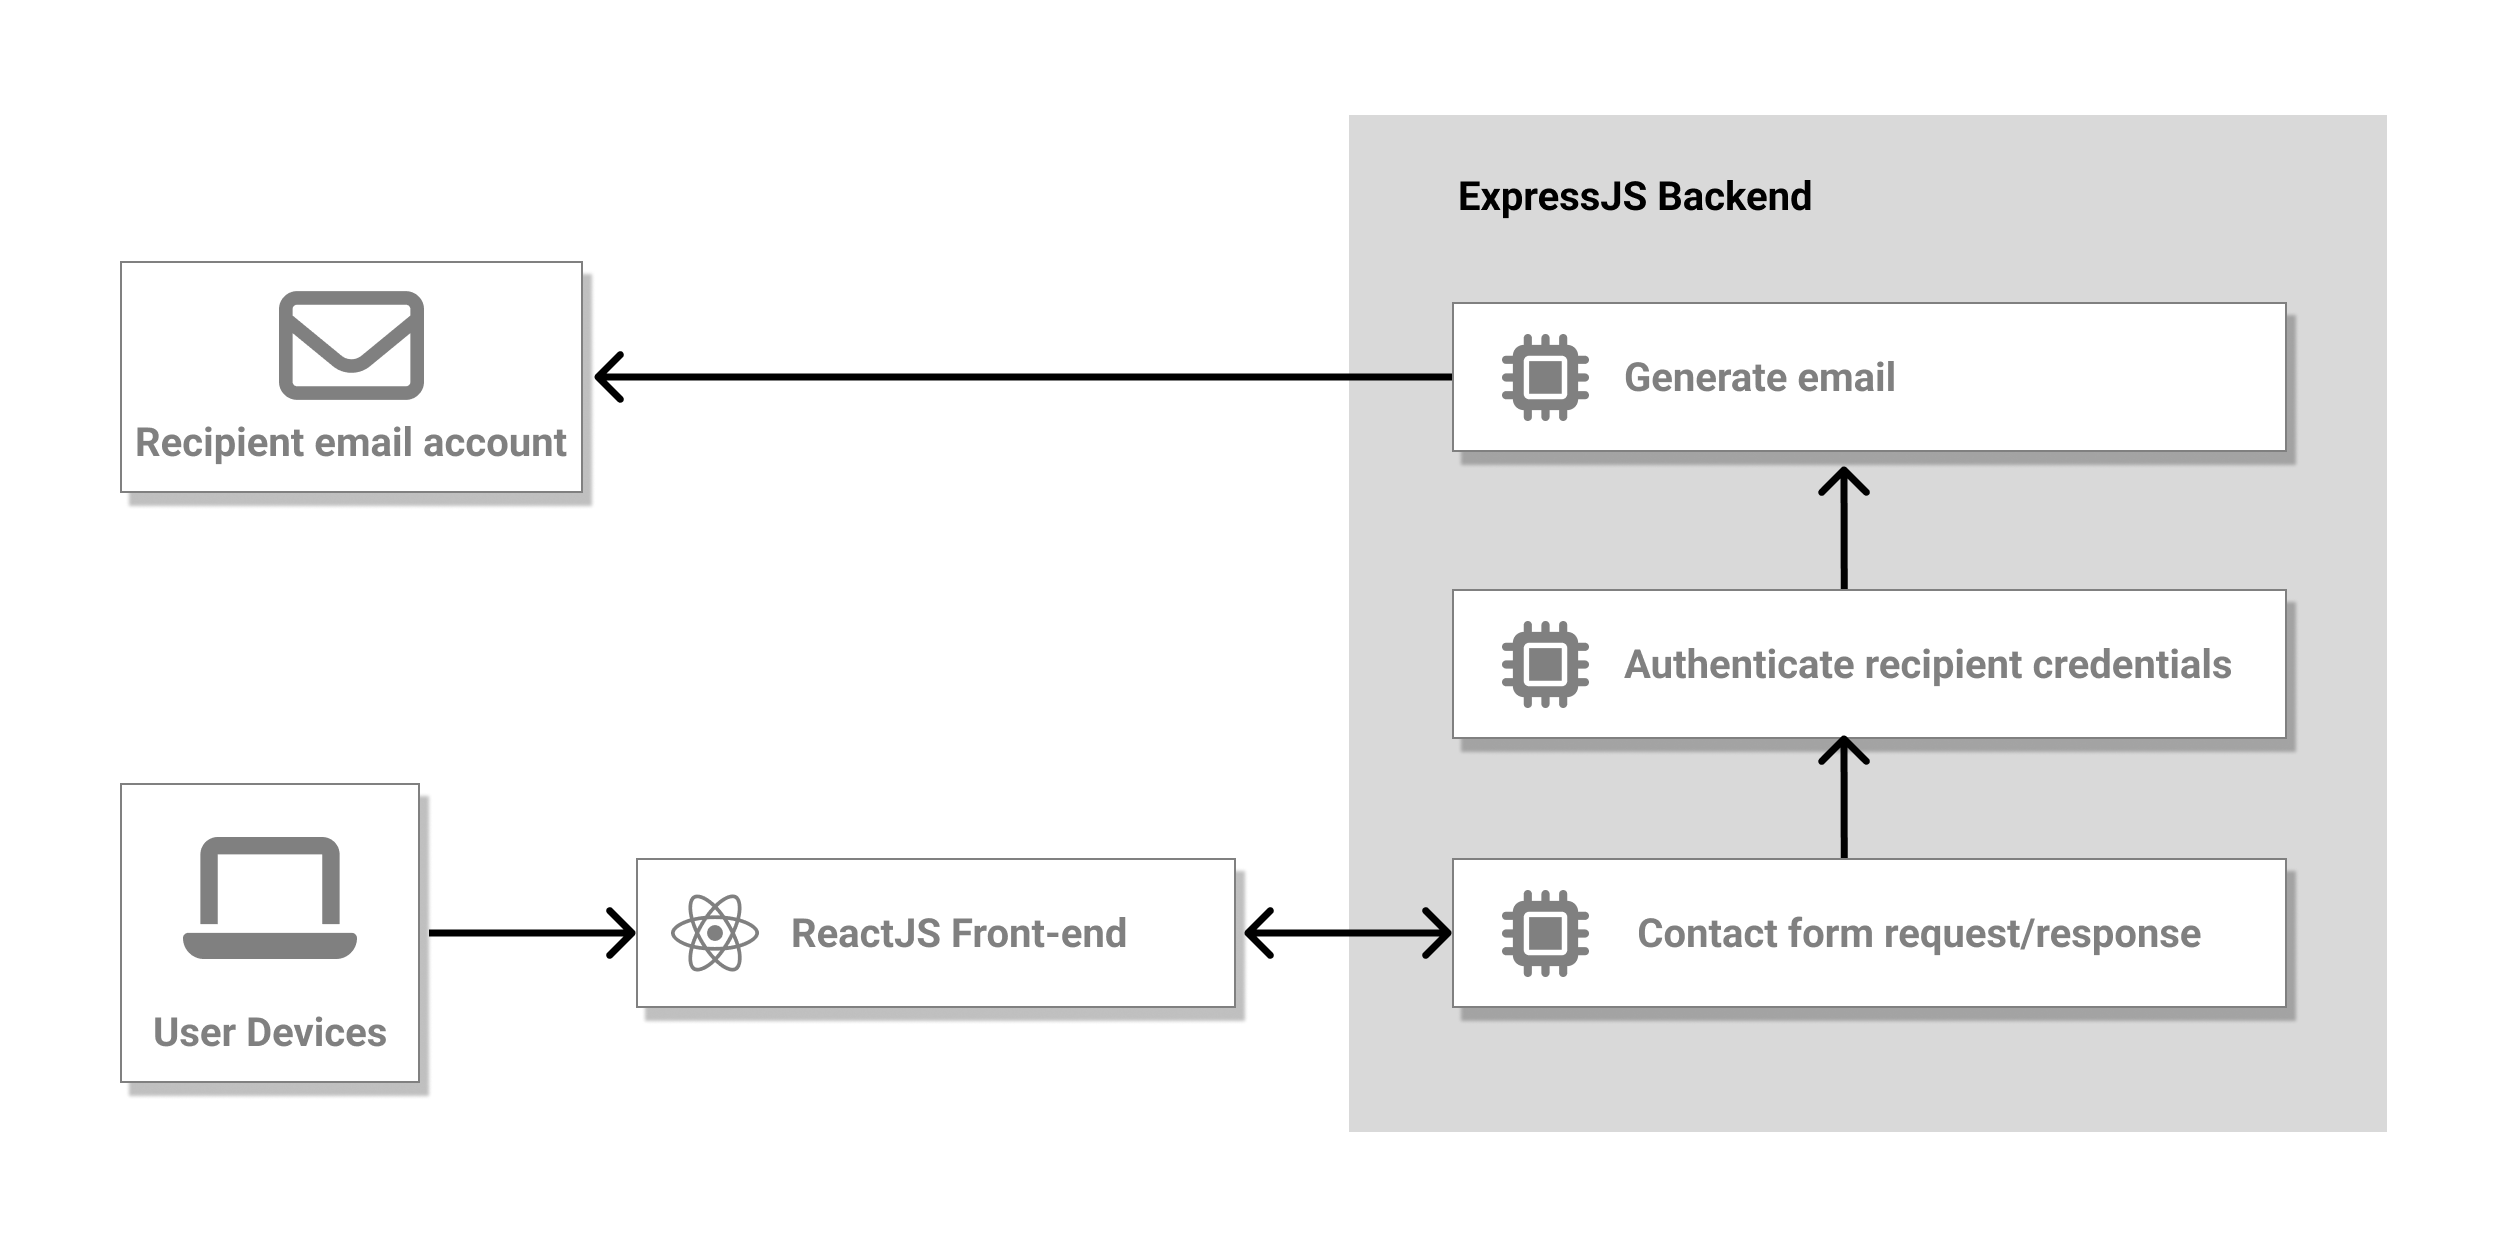 ExpressJS Backend
Recipient email account
Generate email
Authenticate recipient credentials
User Devices
ReactJS Front-end
Contact form request/response